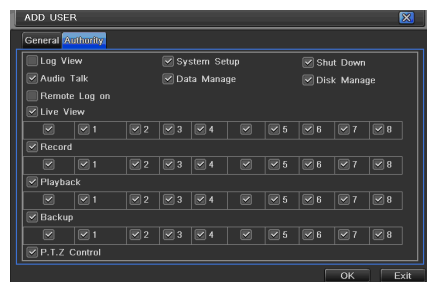 ADD USER
General Authority
Log View System Setup Shut Down
Audio Talk Data Manage Disk Manage
Remote Log on
Live View
1 2 3 4 5 6 7 8
Record
1 2 3 4 5 6 7 8
Playback
1 2 3 4 5 6 7 8
Backup
1 2 3 4 5 6 7 8
P.T.Z Control
OK Exit